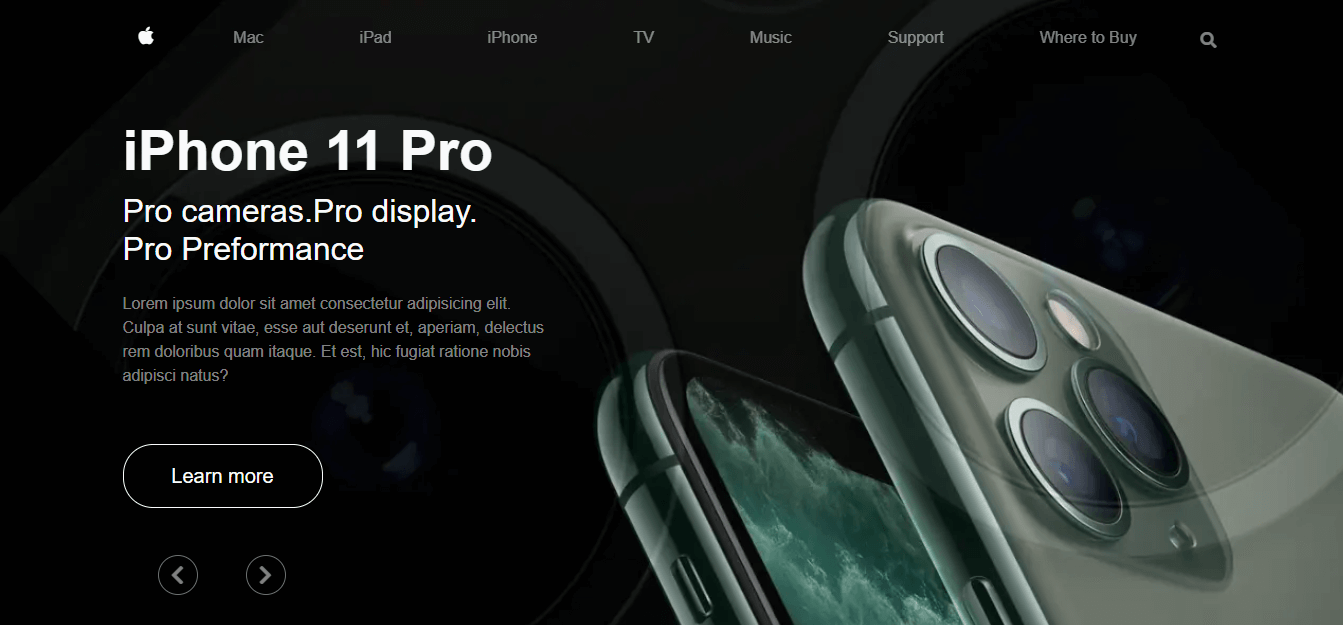 Mac iPad iPhone TV Music Support Where to Buy
iPhone 11 Pro
Pro cameras.Pro display.
Pro Preformance
Lorem ipsum dolor sit amet consectetur adipisicing elit.
Culpa at sunt vitae, esse aut deserunt et, aperiam, delectus
rem doloribus quam itaque. Et est, hic fugiat ratione nobis
adipisci natus?
Learn more